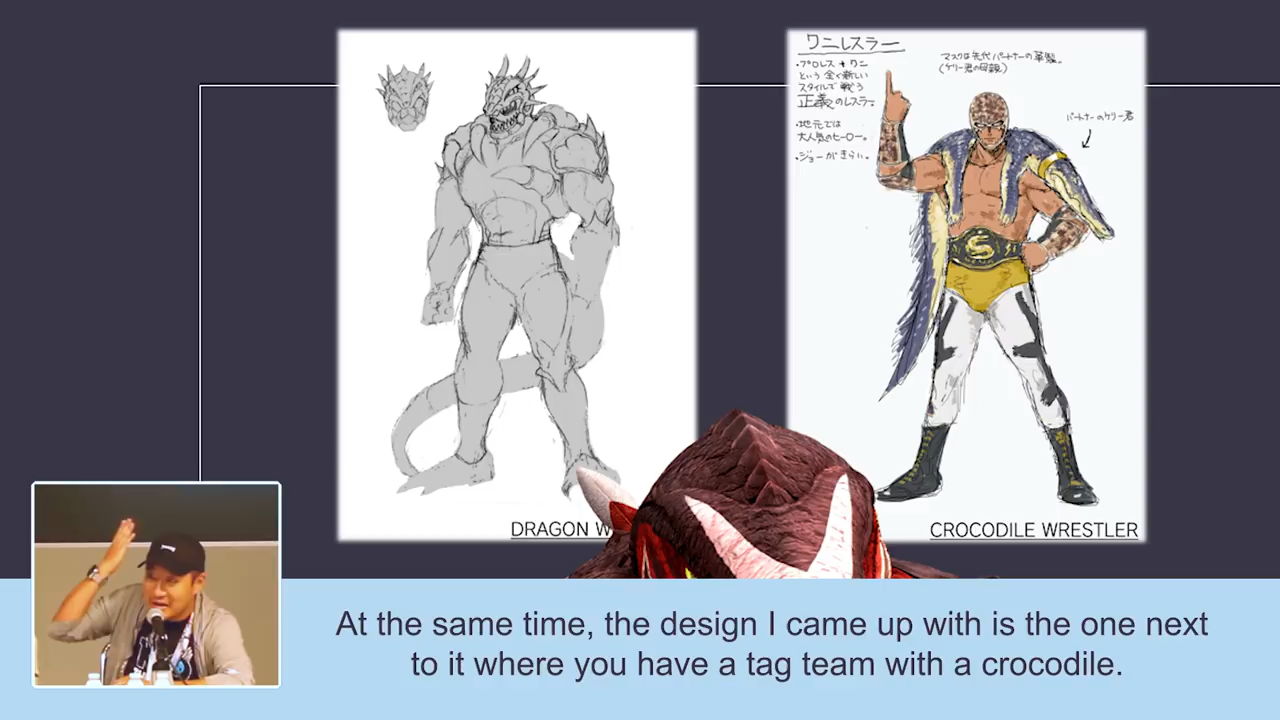 ワニレスラー
・プロレス+ワニ
という全く新しい
スタイルで戦う
正義のレスラー
・地元では
大人気のヒーロー。
・ジョーがきらい。
マスクは先代パートナーの革製。
(ゲリー君の母親)
パートナーのゲリー君
S
DRAGON W
CROCODILE WRESTLER
At the same time, the design I came up with is the one next
to it where you have a tag team with a crocodile.